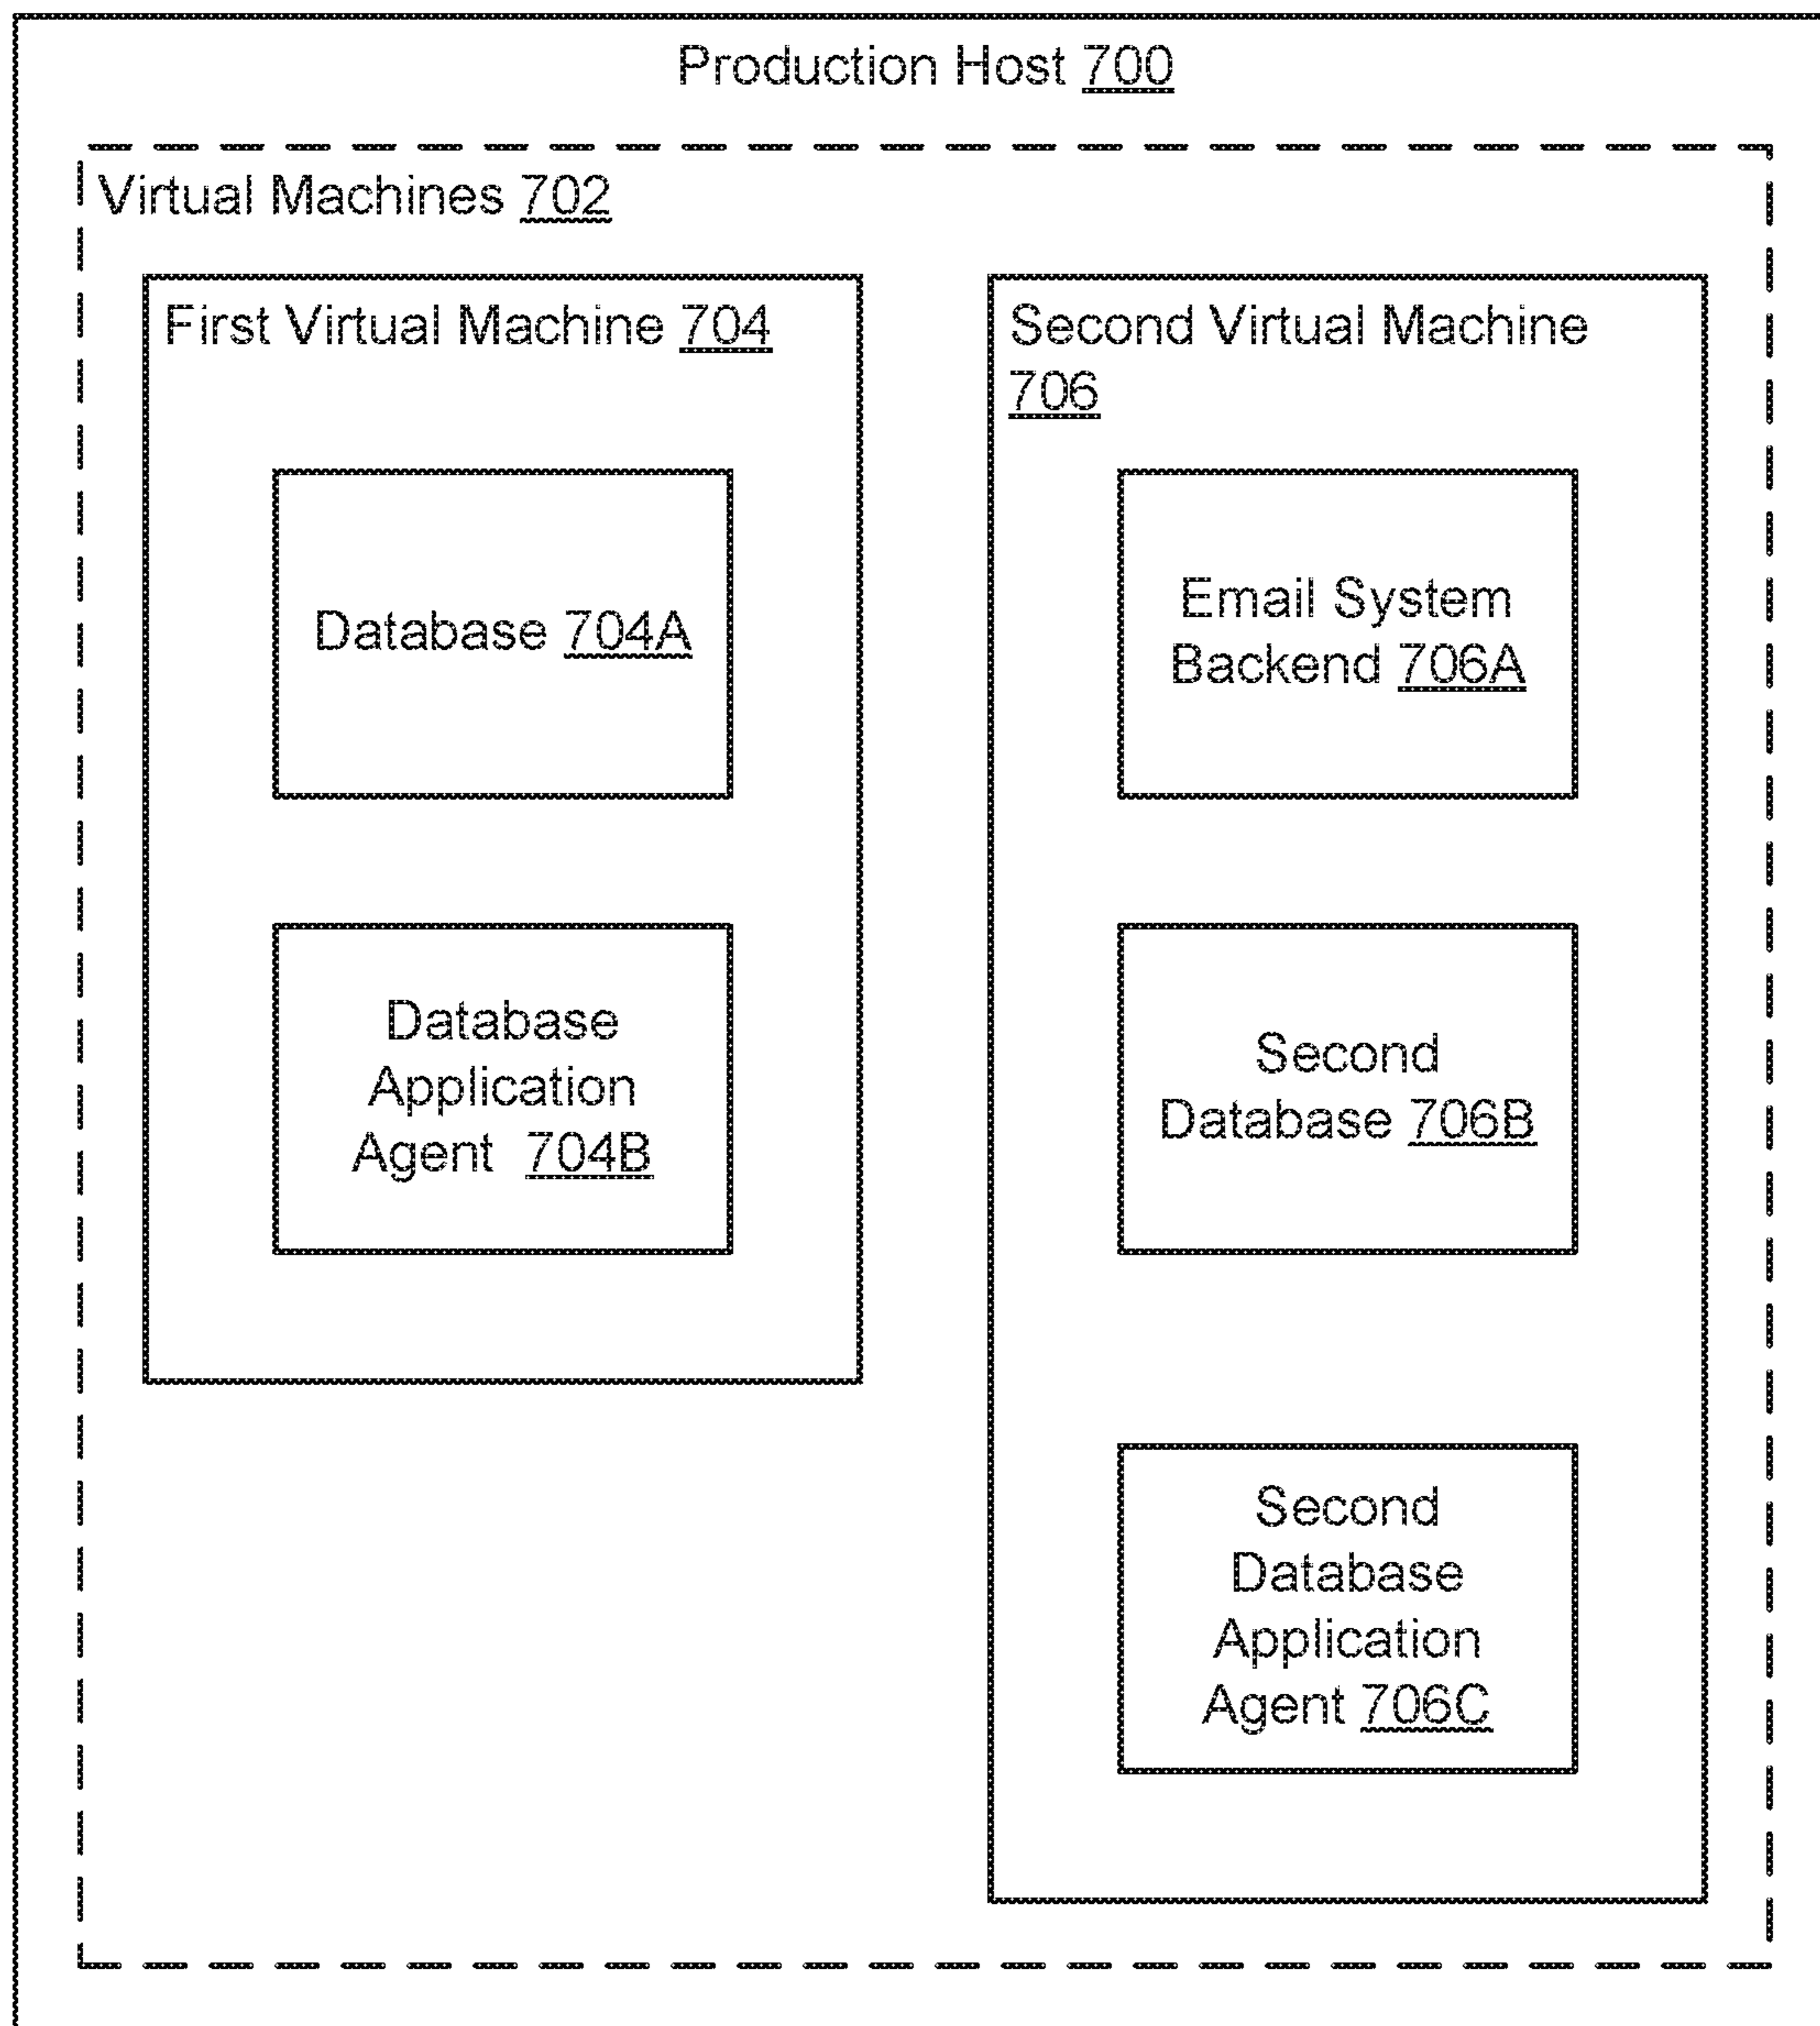 Production Host 700
Virtual Machines 702
First Virtual Machine 704
Database 704A
Database
Application
Agent 704B
Second Virtual Machine
706
Email System
Backend 706A
Second
Database 706B
Second
Database
Application
Agent 706C